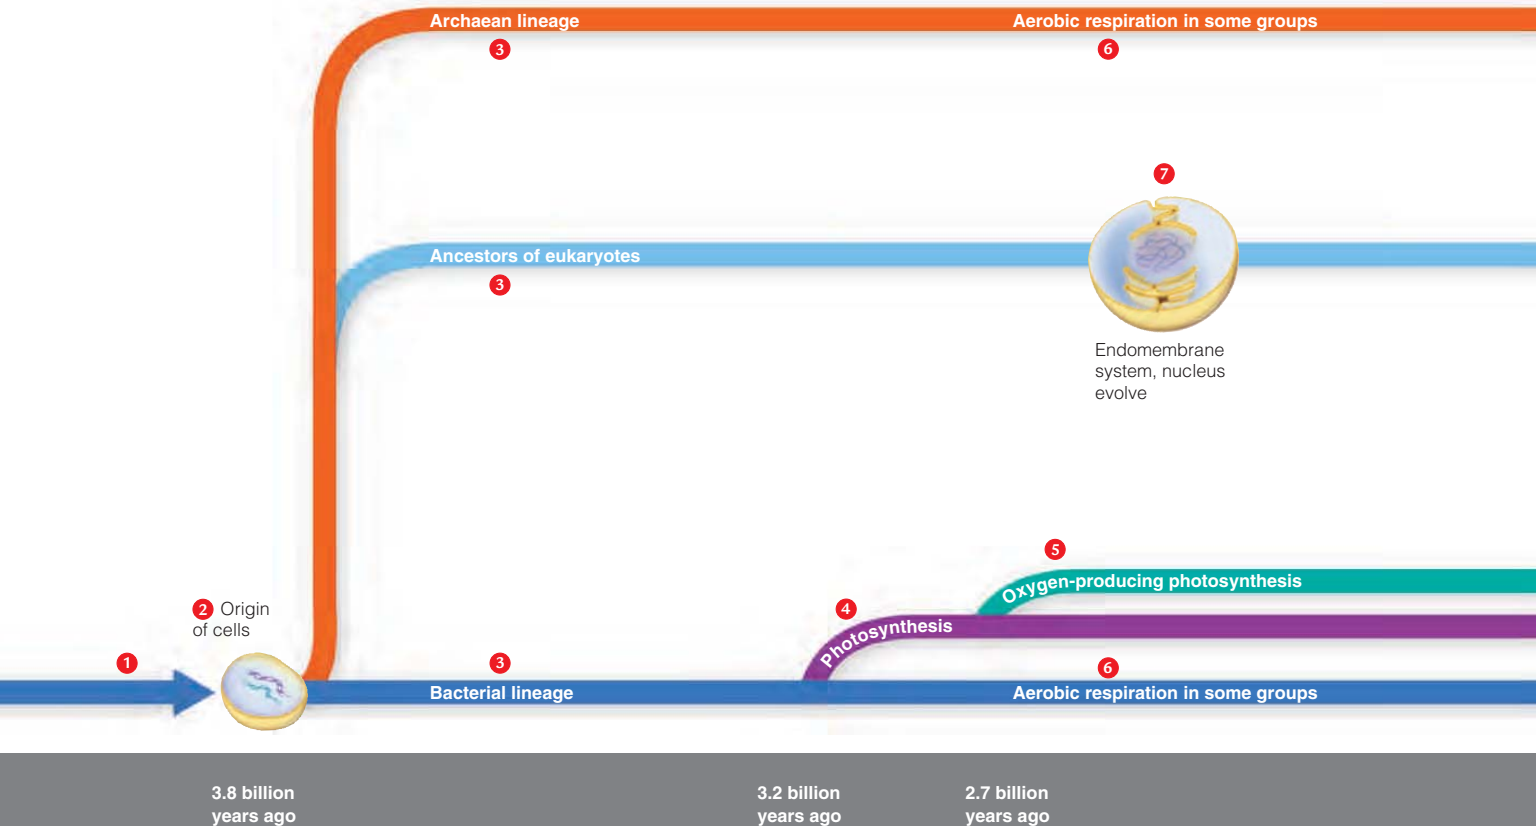 Archaean lineage
3
Aerobic respiration in some groups
6
Ancestors of eukaryotes
3
7
Endomembrane
system, nucleus
evolve
5
Oxygen-producing photosynthesis
4
Photosynthesis
2 Origin
of cells
1
3
Bacterial lineage
6
Aerobic respiration in some groups
3.8 billion
years ago
3.2 billion
years ago
2.7 billion
years ago